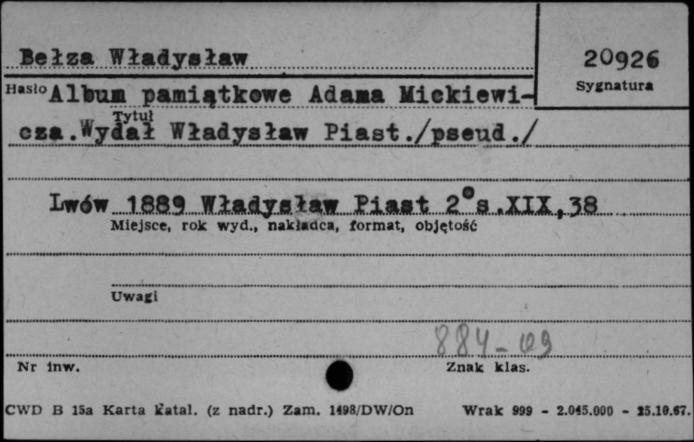 Bełza Władysław
20926
Hasło
Sygnatura
Album pamiątkowe Adama Mickiewi-
Tytuł
cza. Wydał Władysław Piast./pseud./
Lwów 1889 Władysław Piast 2° s.XIX,38
Miejsce, rok wyd., nakładca, format, objętość
Uwagi
884-09
Nr inw.
Znak klas.
CWD B 15a Karta katal. (z nadr.) Zam. 1498/DW/On Wrak 999 - 2.045.000 - 25.10.67.